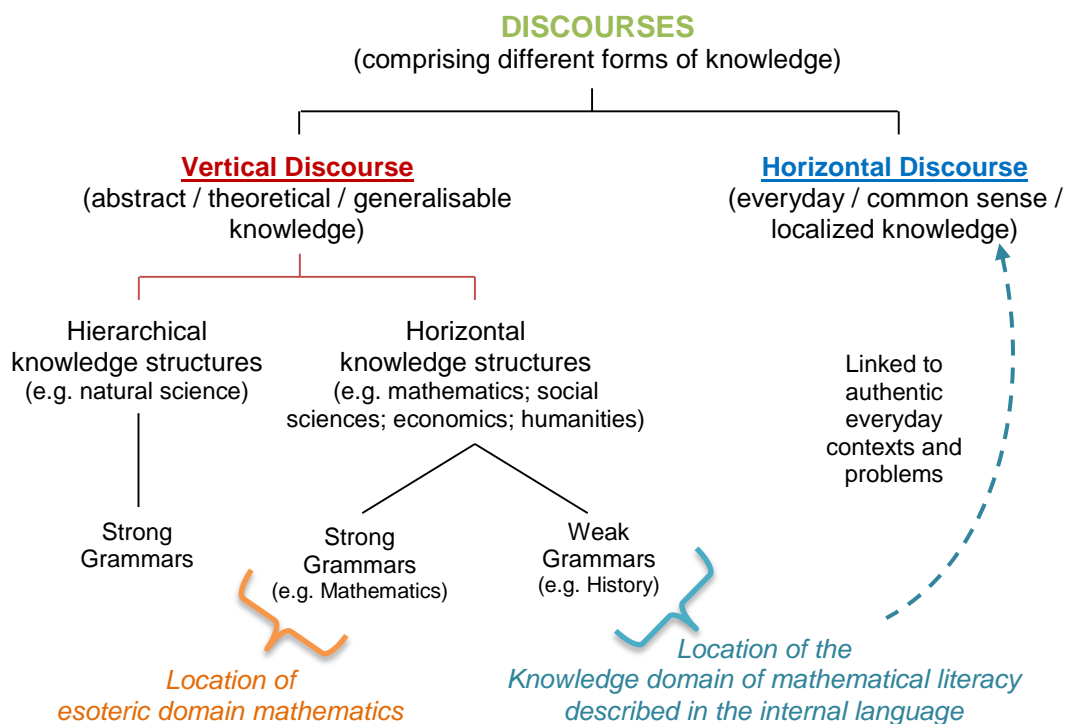 DISCOURSES
(comprising different forms of knowledge)
Vertical Discourse
(abstract / theoretical / generalisable
knowledge)
Horizontal Discourse
(everyday / common sense /
localized knowledge)
Hierarchical
knowledge structures
(e.g. natural science)
Horizontal
knowledge structures
(e.g. mathematics; social
sciences; economics; humanities)
Linked to
authentic
everyday
contexts and
problems
Strong
Grammars
Strong
Grammars
(e.g. Mathematics)
Weak
Grammars
(e.g. History)
Location of
esoteric domain mathematics
Location of the
Knowledge domain of mathematical literacy
described in the internal language